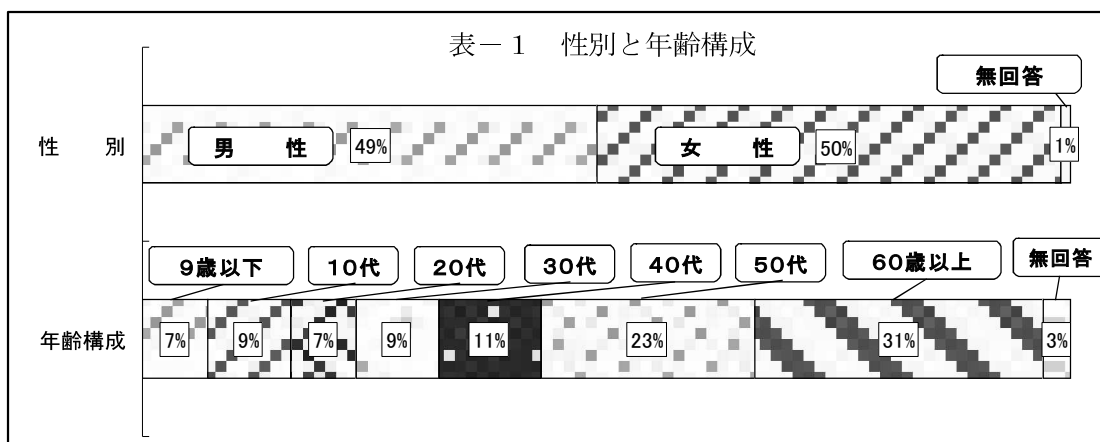 表－１　性別と年齢構成
無回答
性　別
男　性 49% 女　性 50% 1%
9歳以下 10代 20代 30代 40代 50代 60歳以上 無回答
年齢構成 7% 9% 7% 9% 11% 23% 31% 3%